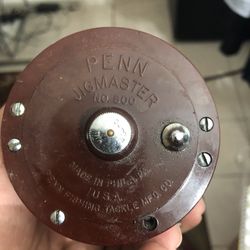 PENN
JIGMASTER
NO. 500
MADE IN PHILA. PA.
U.S.A.
PENN FISHING TACKLE MFG. CO.